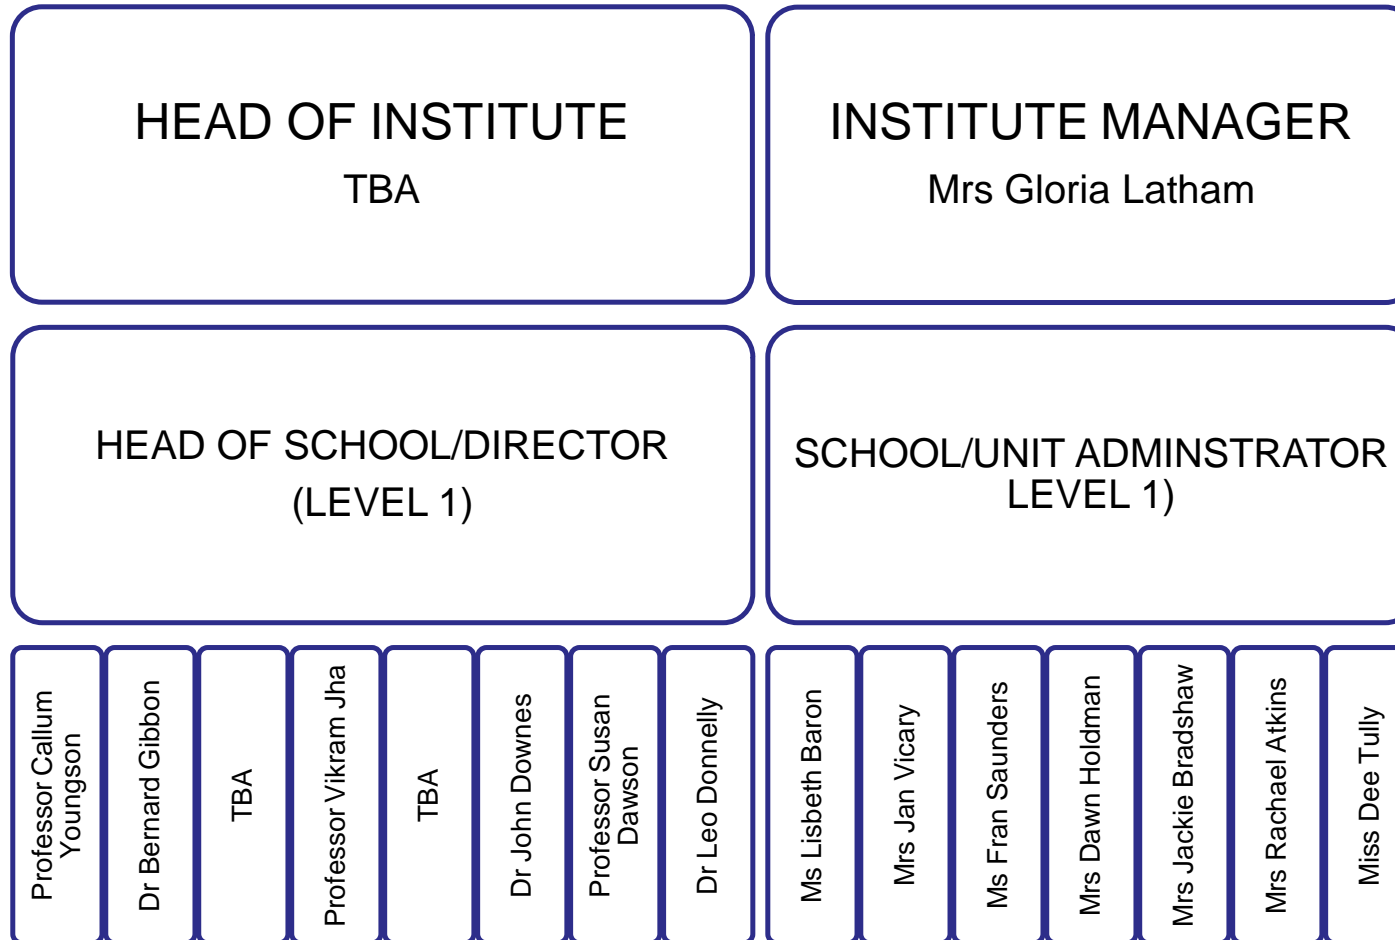 HEAD OF INSTITUTE
TBA
INSTITUTE MANAGER
Mrs Gloria Latham
HEAD OF SCHOOL/DIRECTOR
(LEVEL 1)
SCHOOL/UNIT ADMINSTRATOR
LEVEL 1)
Professor Callum
Youngson
Dr Bernard Gibbon
TBA
Professor Vikram Jha
TBA
Dr John Downes
Professor Susan
Dawson
Dr Leo Donnelly
Ms Lisbeth Baron
Mrs Jan Vicary
Ms Fran Saunders
Mrs Dawn Holdman
Mrs Jackie Bradshaw
Mrs Rachael Atkins
Miss Dee Tully